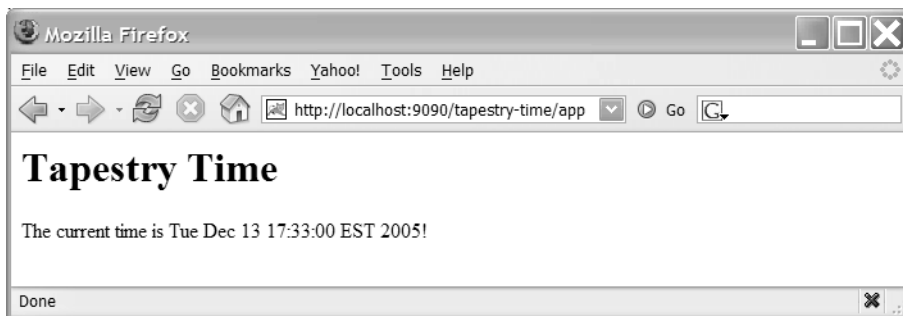 Mozilla Firefox
File Edit View Go Bookmarks Yahoo! Tools Help
http://localhost:9090/tapestry-time/app Go G
Tapestry Time
The current time is Tue Dec 13 17:33:00 EST 2005!
Done